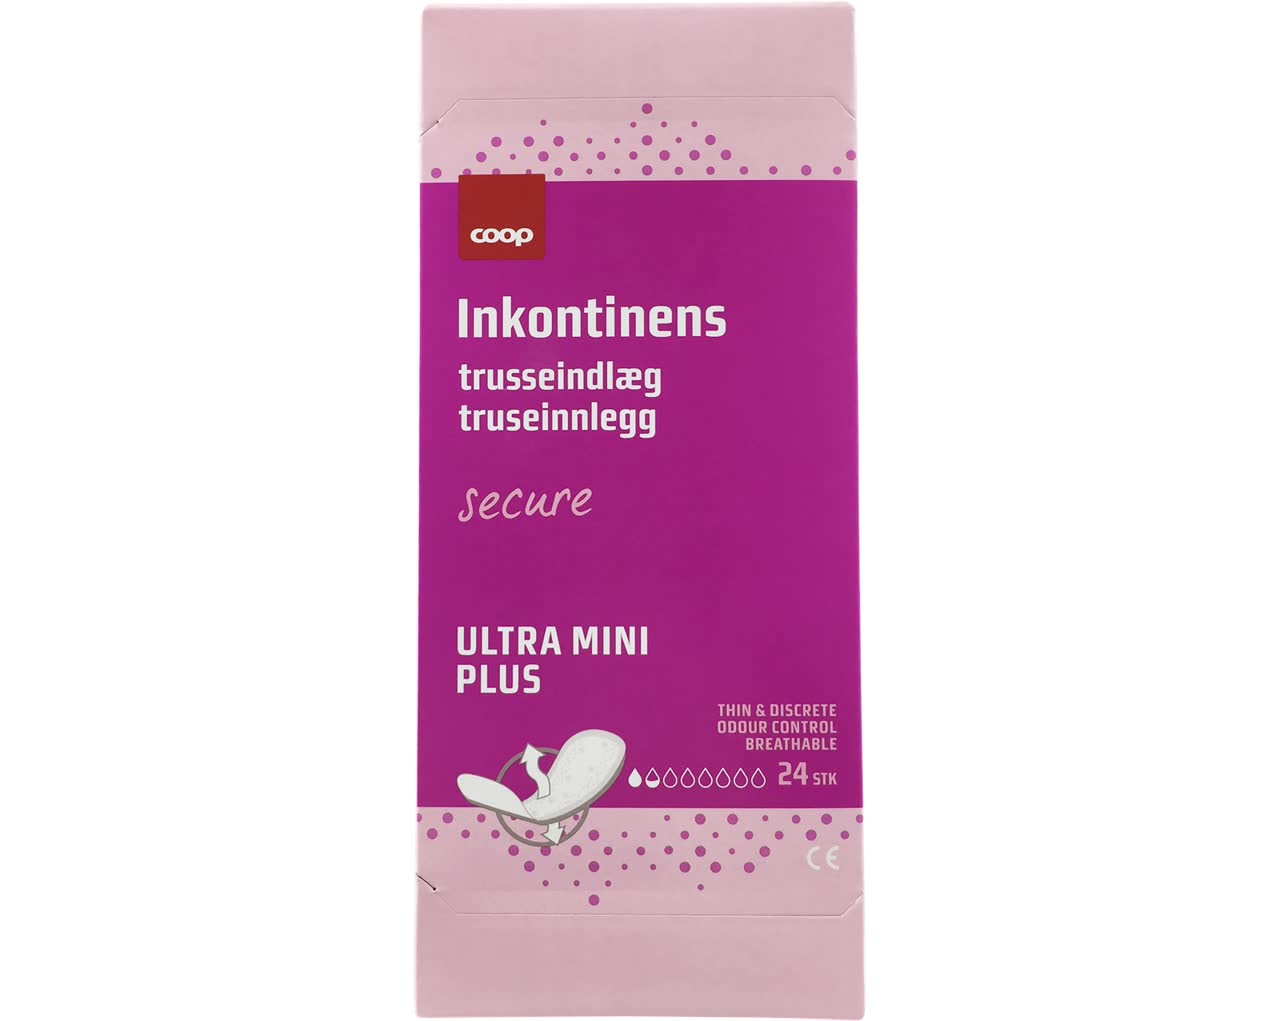 coop
Inkontinens
trusseindlæg
truseinnlegg
secure
ULTRA MINI
PLUS
THIN & DISCRETE
ODOUR CONTROL
BREATHABLE
24 STK
CE